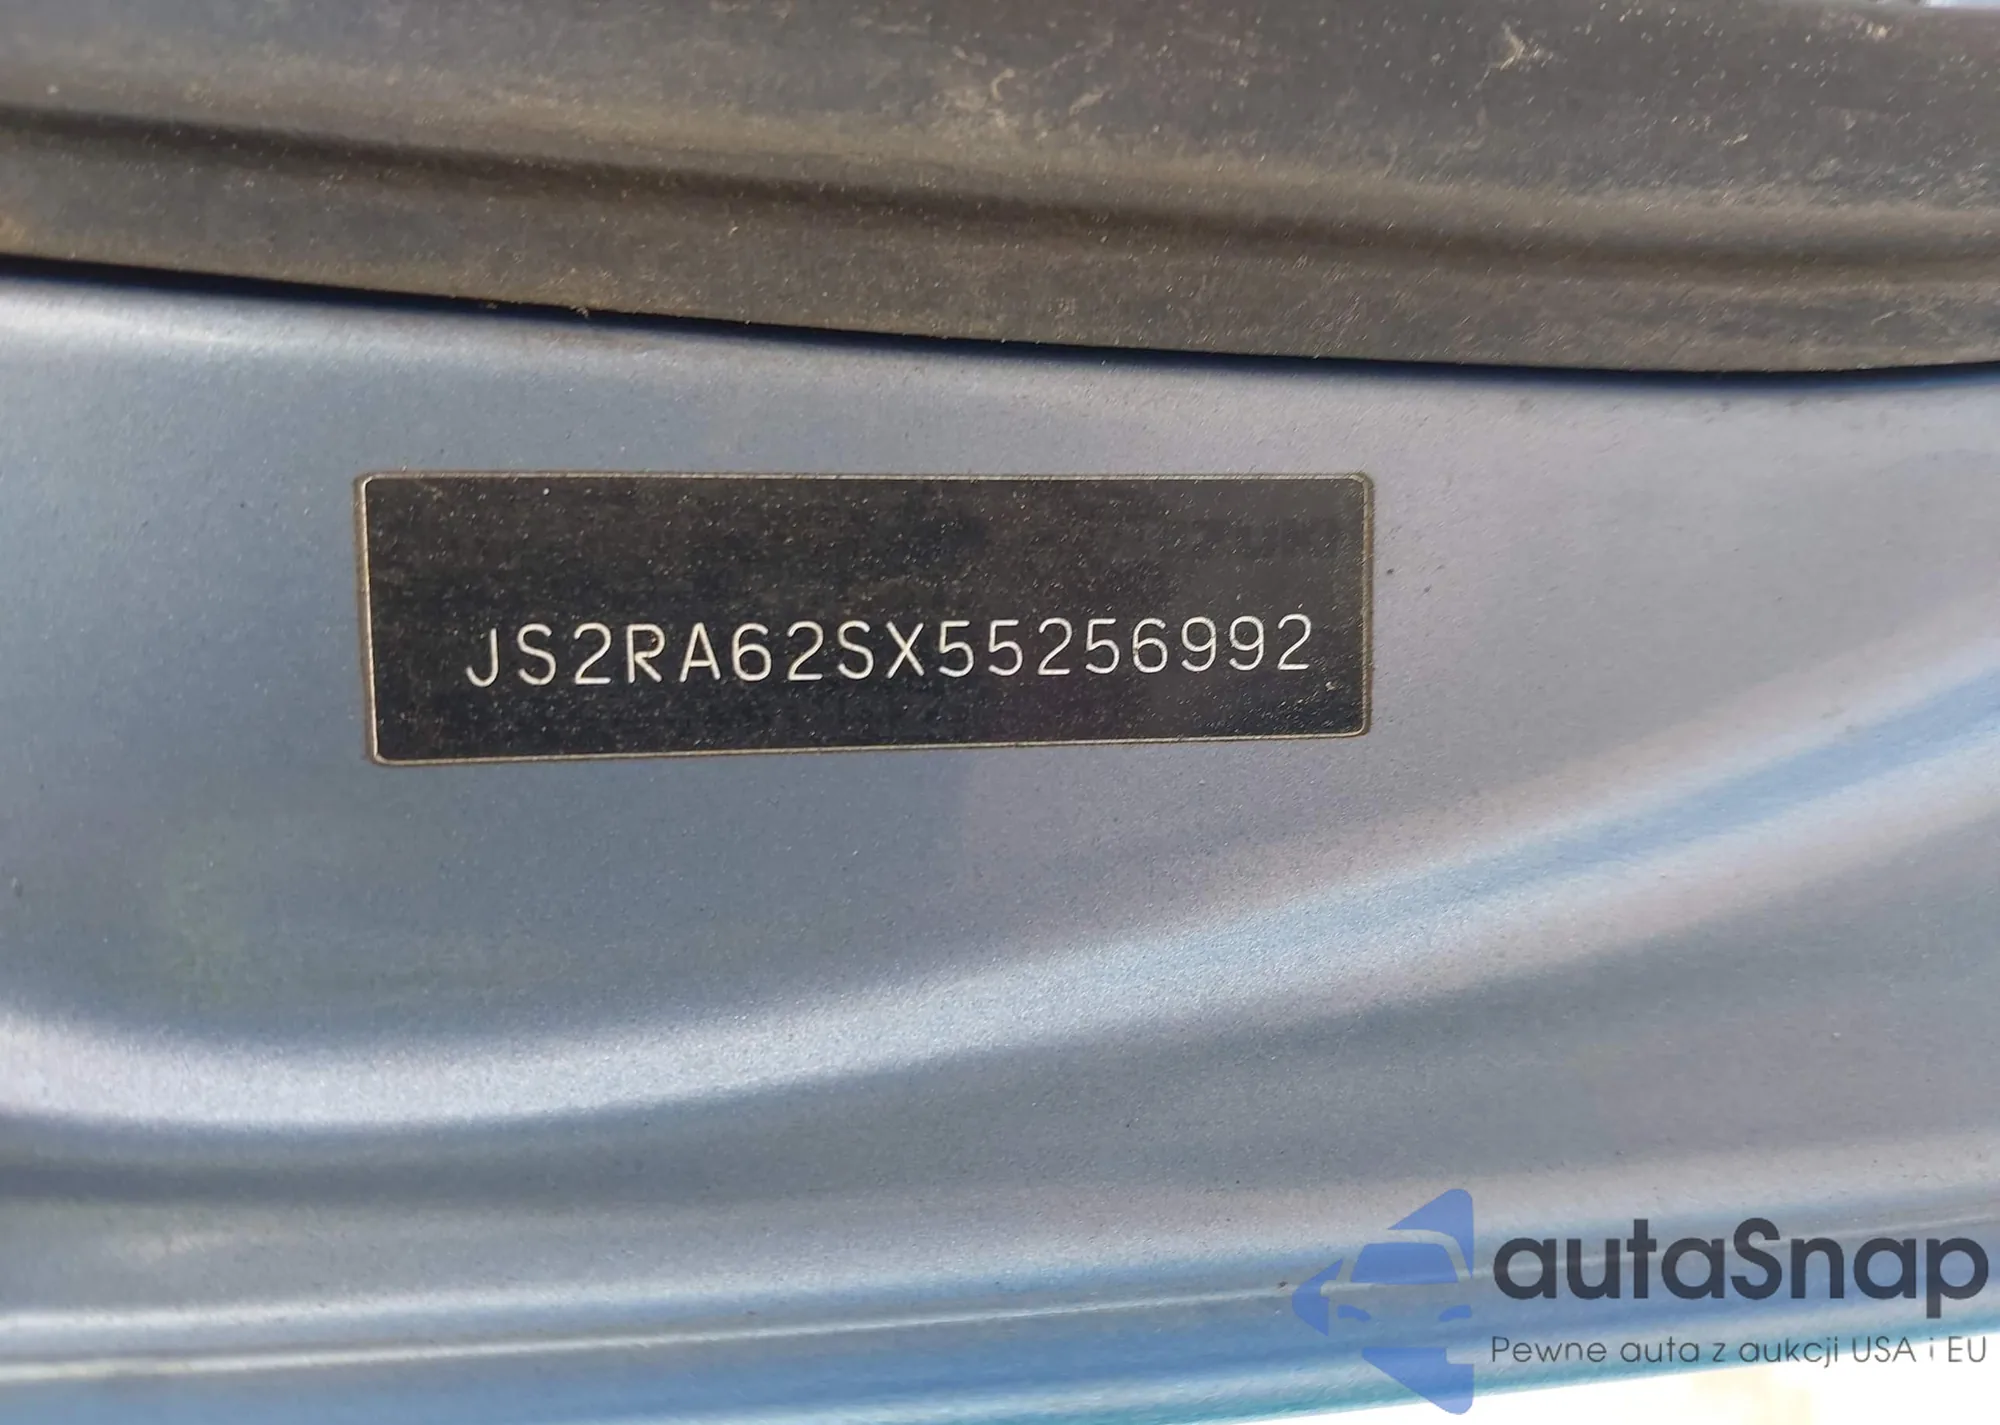 JS2RA62SX55256992
autaSnap
Pewne auta z aukcji USA i EU